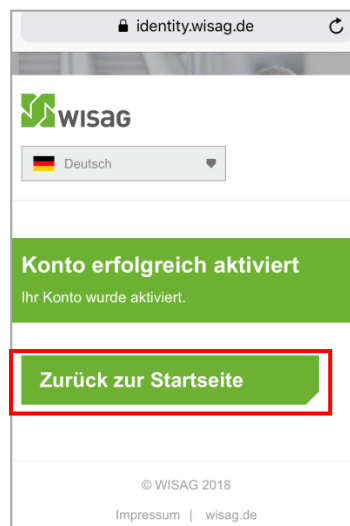 identity.wisag.de
wisag
Deutsch
Konto erfolgreich aktiviert
Ihr Konto wurde aktiviert.
Zurück zur Startseite
© WISAG 2018
Impressum | wisag.de